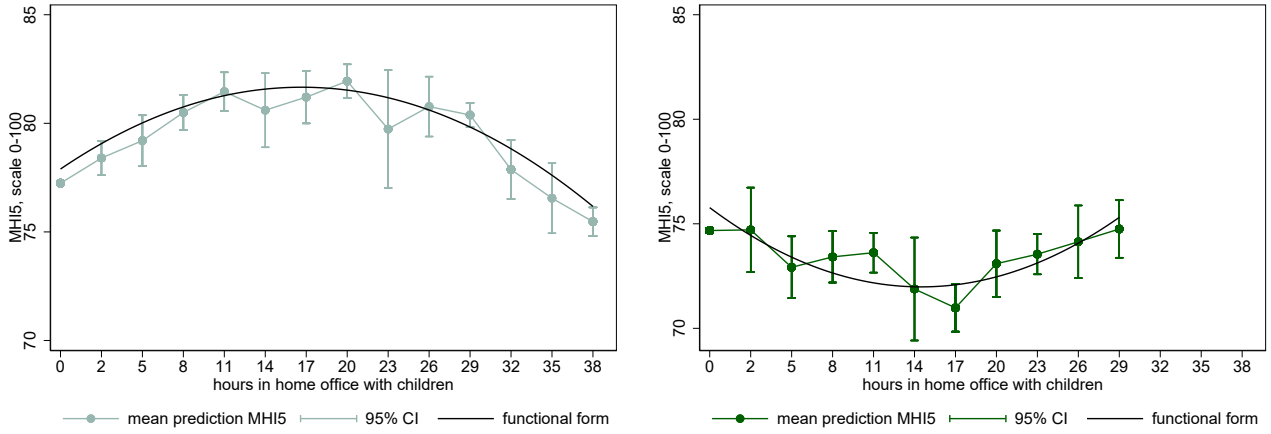 MHI5, scale 0-100
85
80
75
70
0 2 5 8 11 14 17 20 23 26 29 32 35 38
hours in home office with children
mean prediction MHI5 95% CI functional form
MHI5, scale 0-100
85
80
75
70
0 2 5 8 11 14 17 20 23 26 29 32 35 38
hours in home office with children
mean prediction MHI5 95% CI functional form